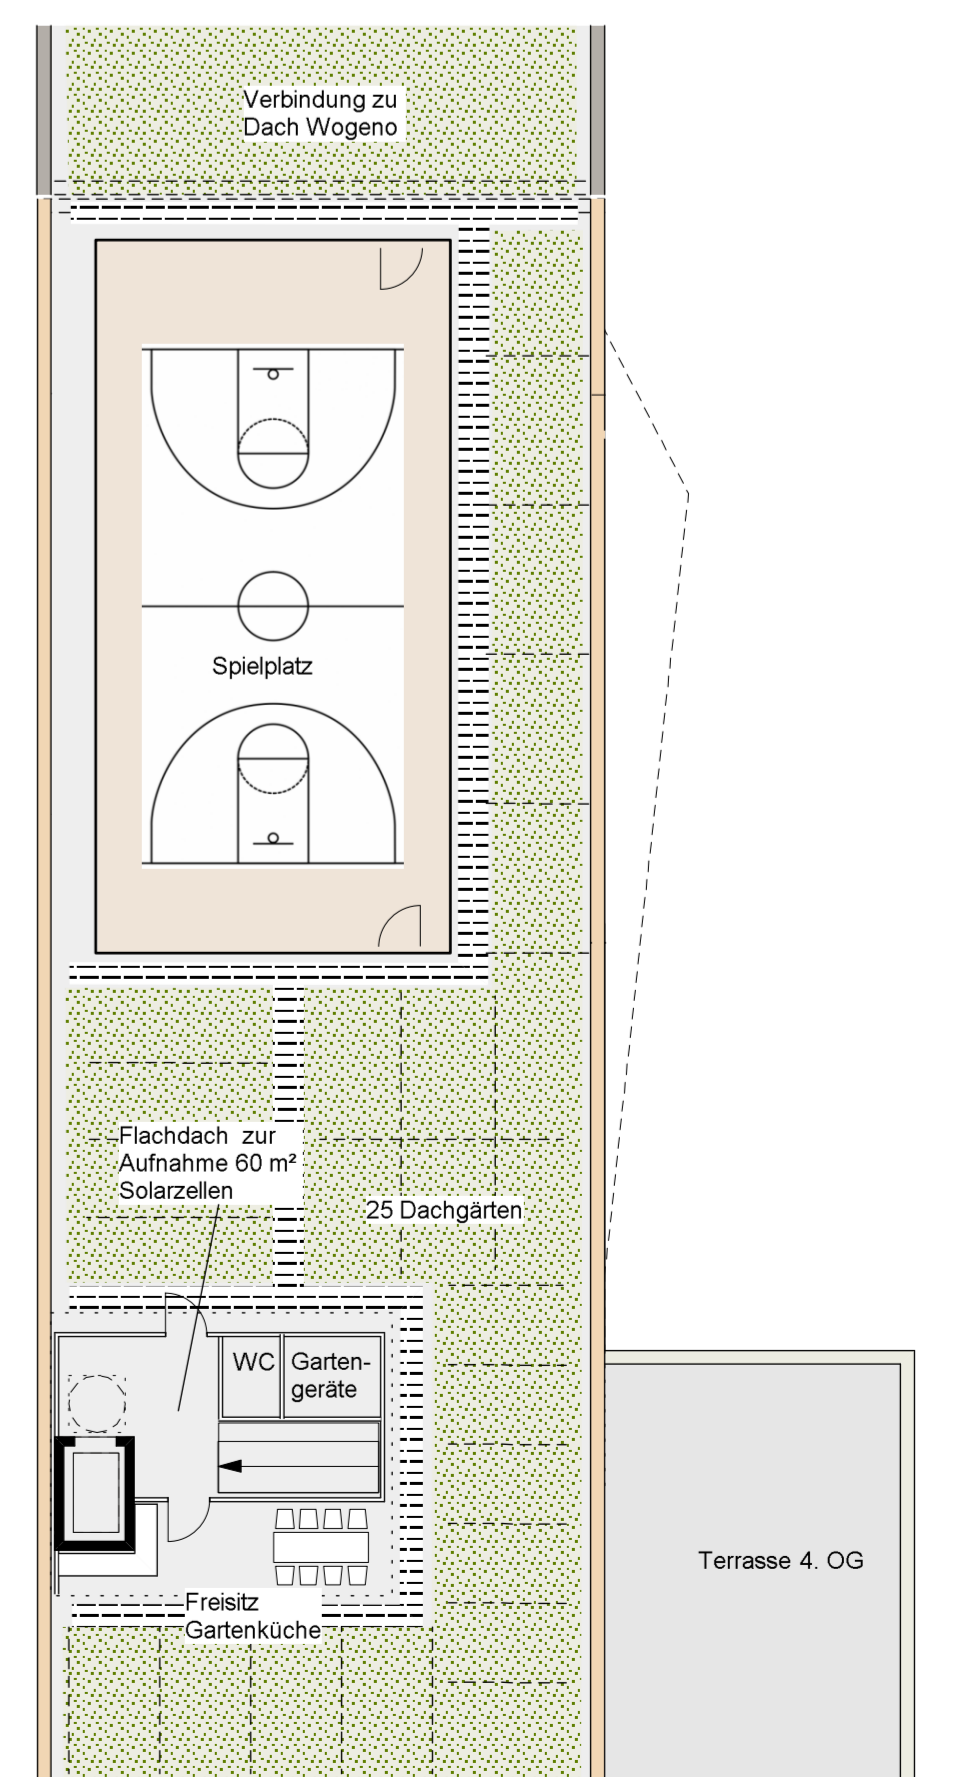 Verbindung zu
Dach Wogeno
Spielplatz
Flachdach zur
Aufnahme 60 m²
Solarzellen
25 Dachgärten
WC
Garten-
geräte
Terrasse 4. OG
Freisitz
Gartenküche